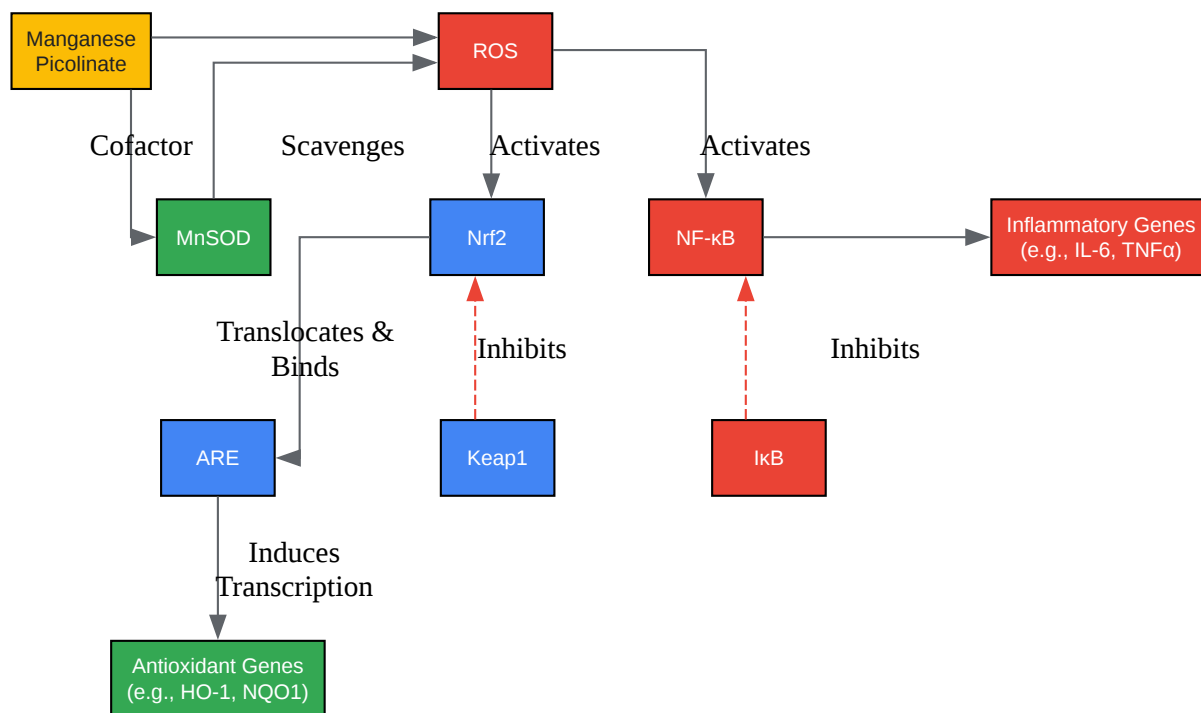 Manganese
Picolinate
ROS
Cofactor
Scavenges
Activates
Activates
MnSOD
Nrf2
NF-κB
Inflammatory Genes
(e.g., IL-6, TNFα)
Translocates &
Binds
Inhibits
Inhibits
ARE
Keap1
IκB
Induces
Transcription
Antioxidant Genes
(e.g., HO-1, NQO1)